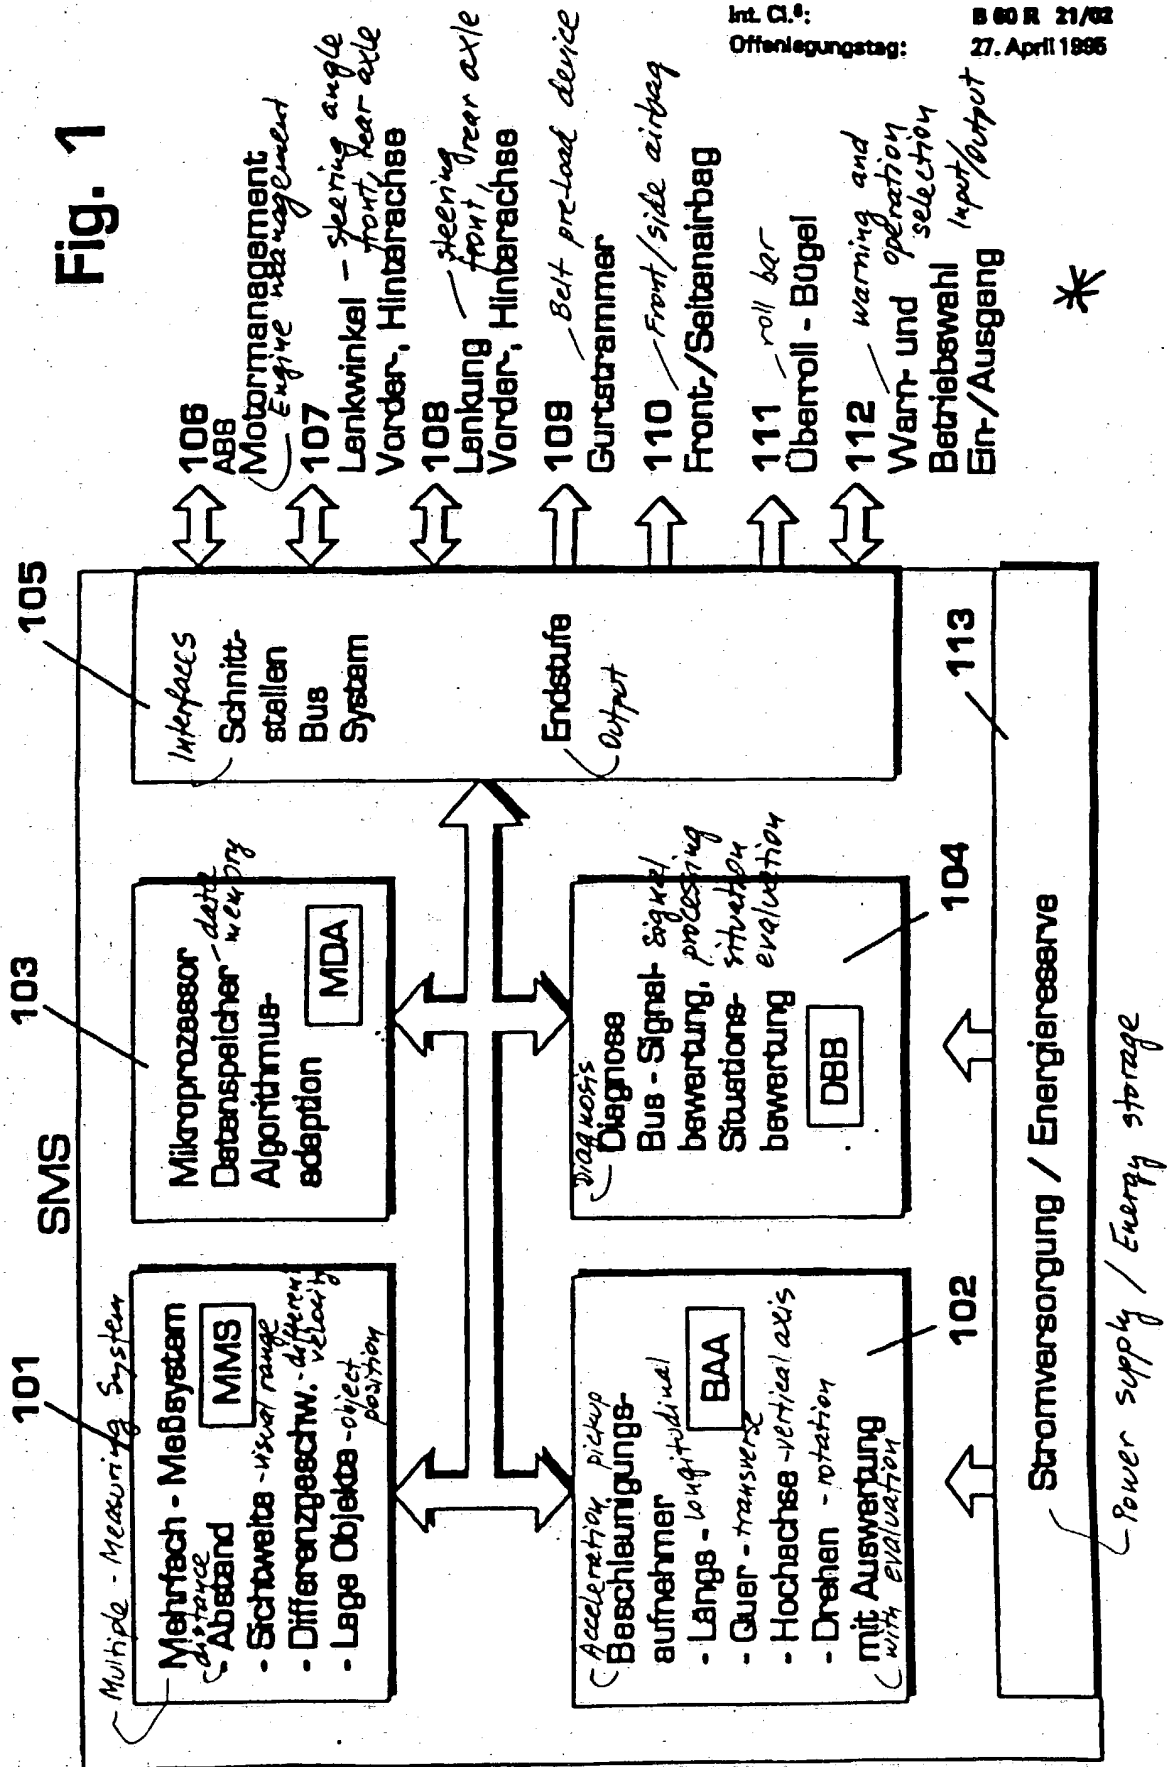 Int. Cl.⁶: B 60 R 21/02
Offenlegungstag: 27. April 1995
Fig. 1
SMS
101
Multiple - Measuring System
Mehrfach - Meßsystem
distance
- Abstand
MMS
- Sichtweite - visual range
- Differenzgeschw. - different
velocity
- Lage Objekte - object
position
103
Mikroprozessor
Datenspeicher - data
memory
Algorithmus-
adaption
MDA
105
Interfaces
Schnitt-
stellen
Bus
System
Endstufe
Output
106
ABS
Motormanagement
Engine management
107
Lenkwinkel - steering angle
front, rear axle
Vorder-, Hinterachse
108
Lenkung - steering
front, rear axle
Vorder-, Hinterachse
109
Gurtstrammer
Belt pre-load device
110
Front-/Seitenairbag
Front/side airbag
111
Überroll - Bügel
roll bar
112
Warn- und
warning and
operation
selection
Betriebswahl
Input/Output
Ein-/Ausgang
*
102
Acceleration pickup
Beschleunigungs-
aufnehmer
- Längs - longitudinal
BAA
- Quer - transverse
- Hochachse - vertical axis
- Drehen - rotation
mit Auswertung
with evaluation
104
Diagnosis
Diagnose
Bus - Signal- signal
bewertung, processing
Situations- situation
evaluation
bewertung
DBB
113
Stromversorgung / Energiereserve
Power supply / Energy storage